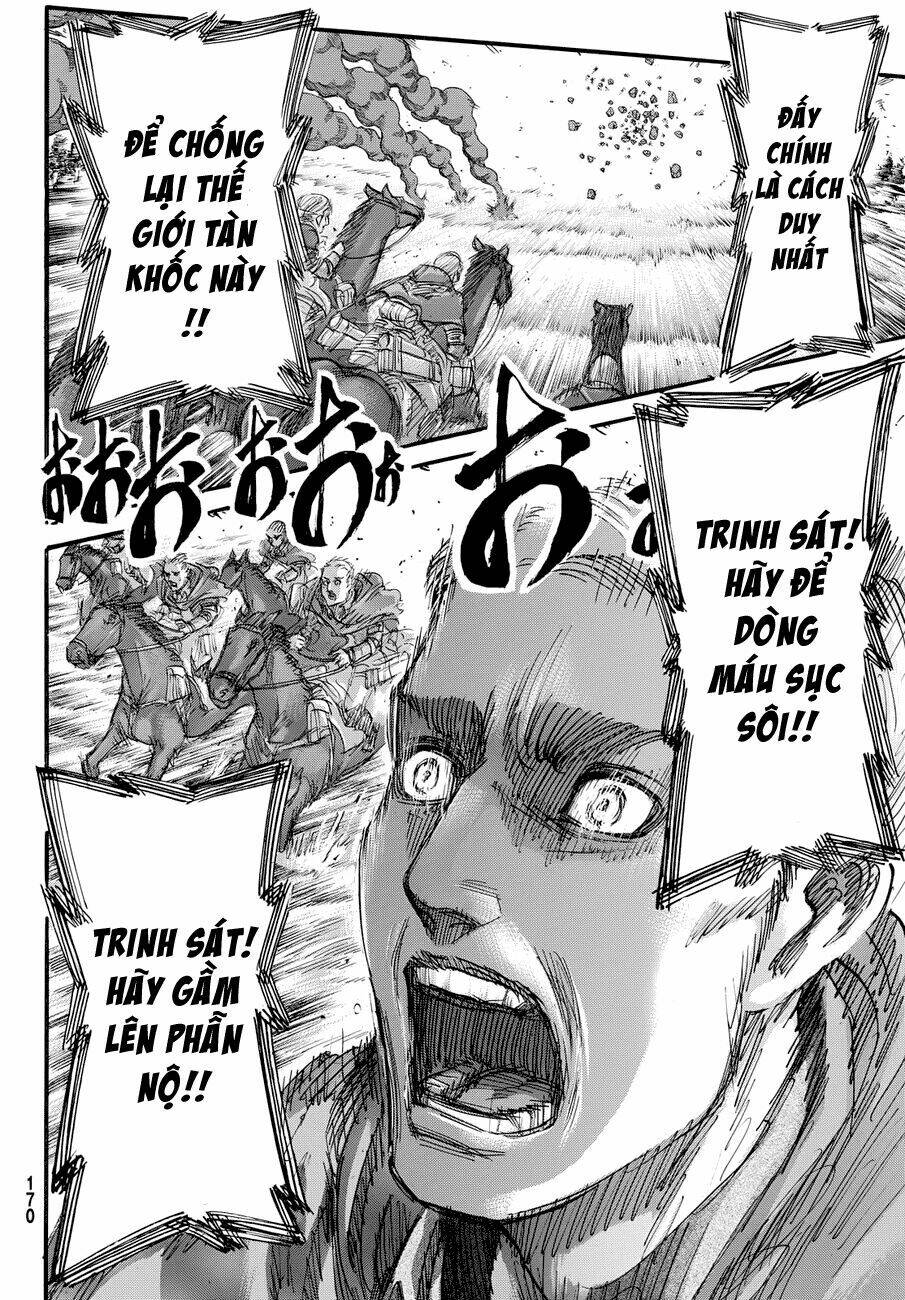 ĐẤY
CHÍNH
LÀ CÁCH
DUY
NHẤT
ĐỂ CHỐNG
LẠI THẾ
GIỚI TÀN
KHỐC NÀY
!!
おおおおおおおお
TRINH SÁT!
HÃY ĐỂ
DÒNG
MÁU SỤC
SÔI!!
TRINH SÁT!
HÃY GẦM
LÊN PHẪN
NỘ!!
170